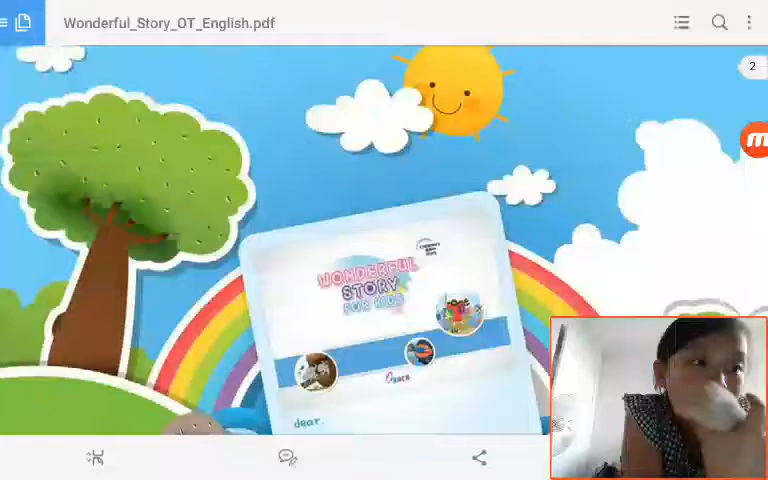 Wonderful_Story_OT_English.pdf
2
WONDERFUL
STORY
FOR KIDS
dear.